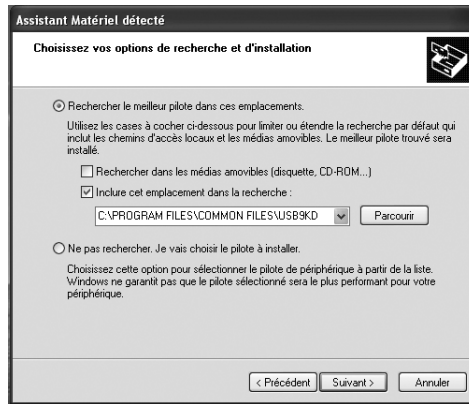 Assistant Matériel détecté
Choisissez vos options de recherche et d'installation
Rechercher le meilleur pilote dans ces emplacements.
Utilisez les cases à cocher ci-dessous pour limiter ou étendre la recherche par défaut qui
inclut les chemins d'accès locaux et les médias amovibles. Le meilleur pilote trouvé sera
installé.
Rechercher dans les médias amovibles (disquette, CD-ROM...)
Inclure cet emplacement dans la recherche :
C:\PROGRAM FILES\COMMON FILES\USB9KD
Parcourir
Ne pas rechercher. Je vais choisir le pilote à installer.
Choisissez cette option pour sélectionner le pilote de périphérique à partir de la liste.
Windows ne garantit pas que le pilote sélectionné sera le plus performant pour votre
périphérique.
< Précédent Suivant > Annuler